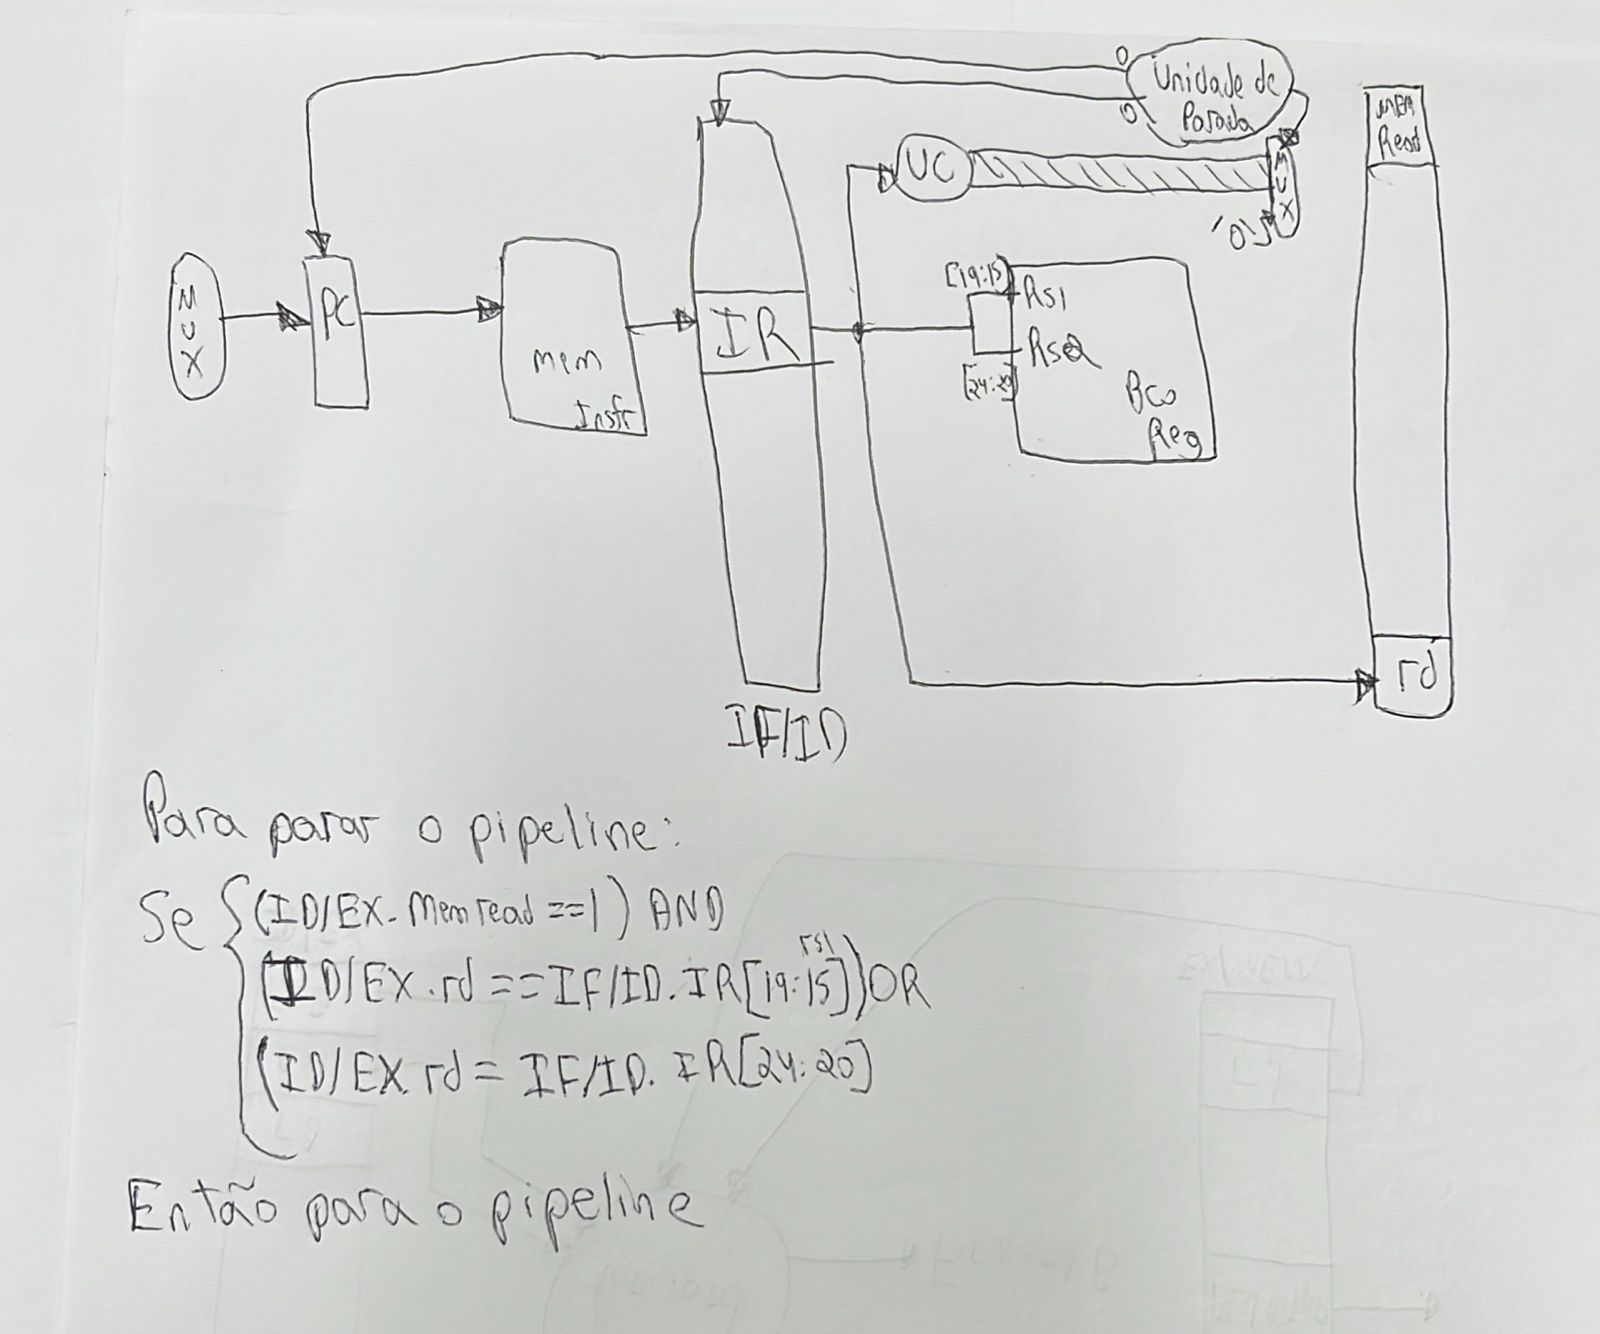 0
0
Unidade de
Parada
MEM
Read
UC
MUX
'0'
[19:15]
MUX
PC
Mem
Instr
IR
Rs1
Rs2
[24:20]
Bco
Reg
rd
IF/ID
Para parar o pipeline:
Se { (ID/EX. Memread ==1) AND
rs1
(ID/EX.rd == IF/ID. IR[19:15]) OR
(ID/EX.rd = IF/ID. IR[24:20]
Então para o pipeline